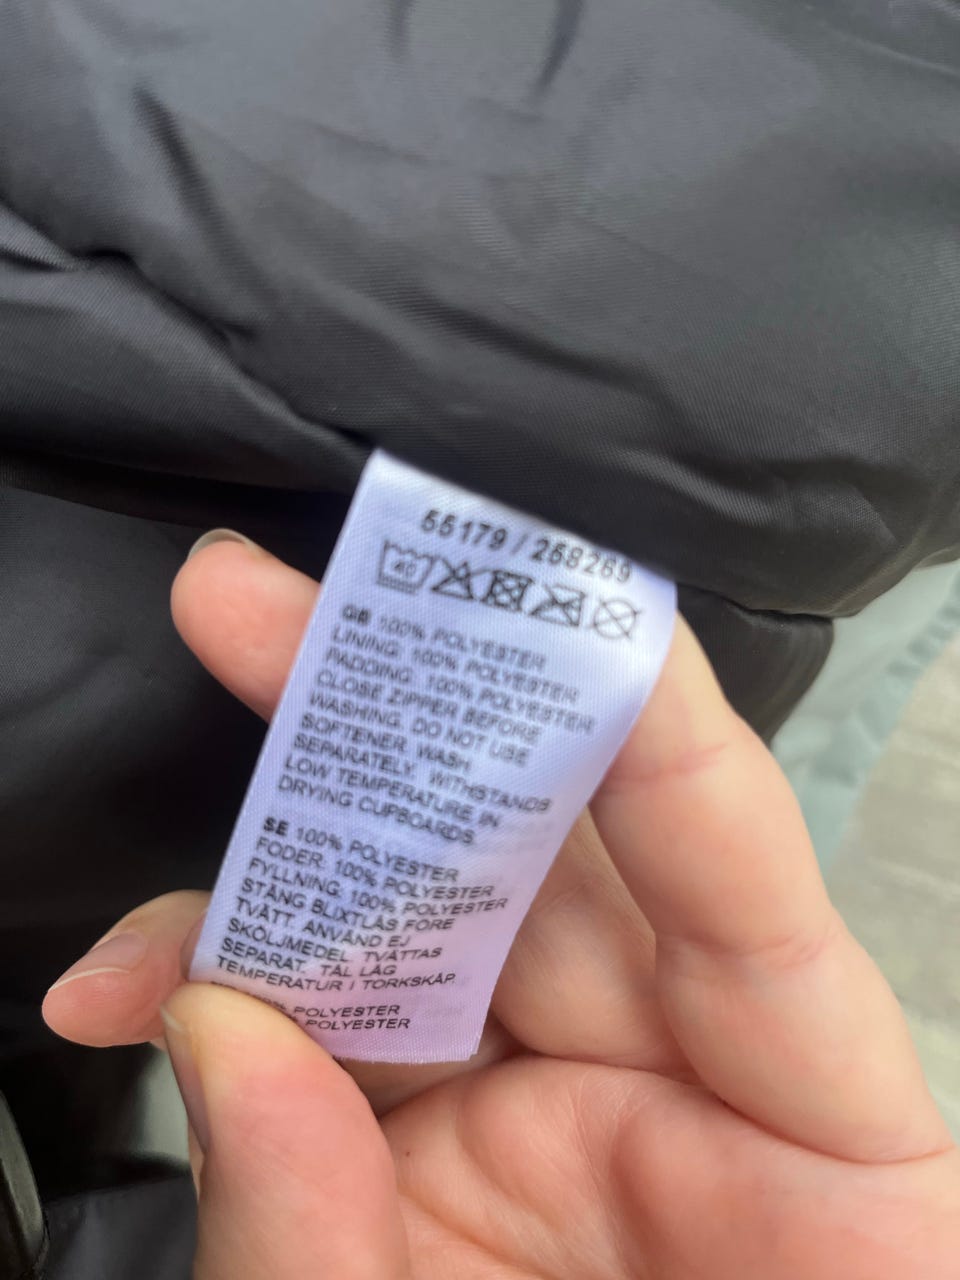 55179 / 258269
40
GB 100% POLYESTER
LINING: 100% POLYESTER
PADDING: 100% POLYESTER
CLOSE ZIPPER BEFORE
WASHING. DO NOT USE
SOFTENER. WASH
SEPARATELY. WITHSTANDS
LOW TEMPERATURE IN
DRYING CUPBOARDS.
SE 100% POLYESTER
FODER: 100% POLYESTER
FYLLNING: 100% POLYESTER
STÄNG BLIXTLÅS FÖRE
TVÄTT. ANVÄND EJ
SKÖLJMEDEL. TVÄTTAS
SEPARAT. TÅL LÅG
TEMPERATUR I TORKSKÅP.
POLYESTER
POLYESTER